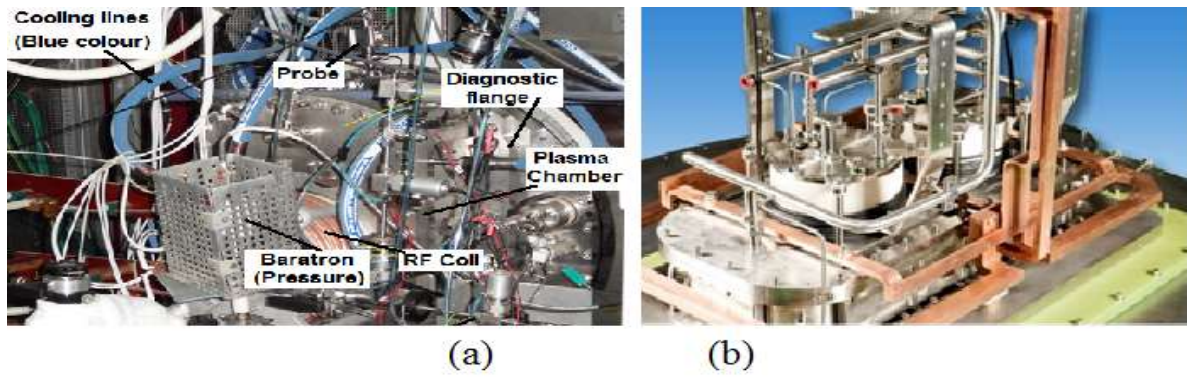 Cooling lines
(Blue colour)
Probe
Diagnostic
flange
Plasma
Chamber
Baratron
(Pressure)
RF Coil
(a)
(b)